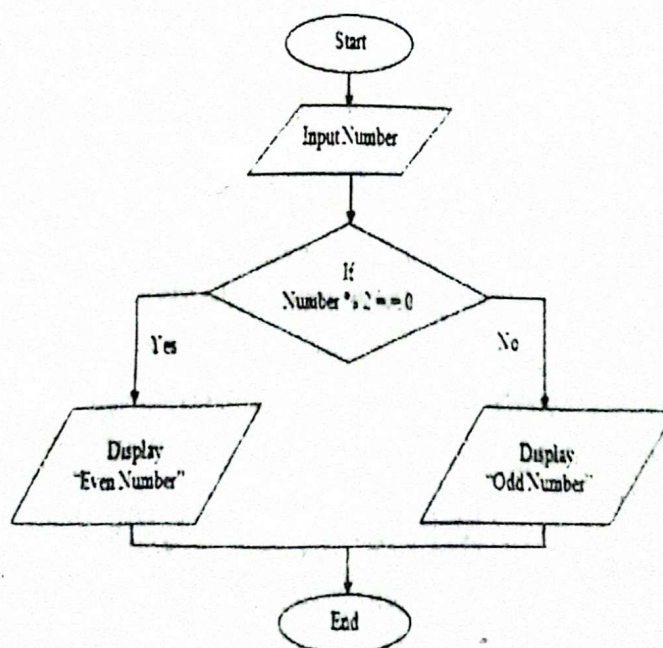 Start
Input Number
If
Number % 2 = = 0
Yes
No
Display
“Even Number”
Display
“Odd Number”
End